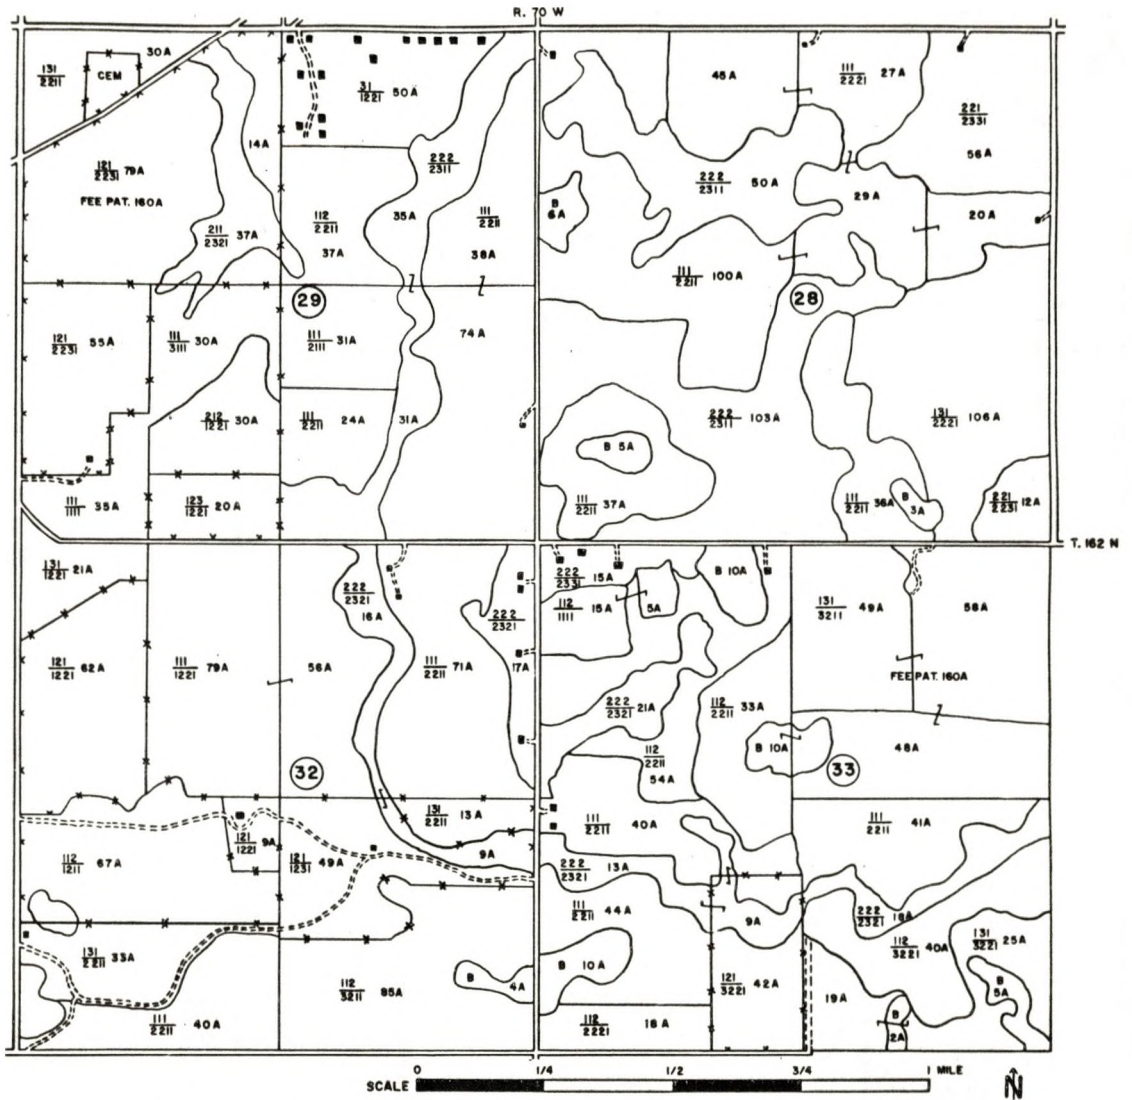 R. 70 W
131
2211
30A
CEM
31
1221 50A
46A
111
2221 27A
221
2331
56A
14A
121
2231 79A
FEE PAT. 160A
222
2311
222
2311 50A
B
6A
29A
20A
211
2321 37A
112
2211
37A
35A
111
2211
38A
111
2211 100A
29
28
121
2231 55A
111
3111 30A
111
2111 31A
74A
212
1221 30A
111
2211 24A
31A
222
2311 103A
131
2221 106A
B 5A
111
1111 35A
123
1221 20A
111
2211 37A
111
2211 36A
B
3A
221
2231 12A
T. 162 N
131
1221 21A
222
2321
16A
222
2331 15A
112
1111 15A
5A
B 10A
131
3211 49A
58A
222
2321
121
1221 62A
111
1221 79A
56A
111
2211 71A
17A
FEE PAT. 160A
222
2321 21A
112
2211 33A
112
2211
54A
B 10A
48A
32
33
131
2211 13A
111
2211 40A
111
2211 41A
112
1211 67A
121
1221 9A
121
1231 49A
9A
222
2321 13A
111
2211 44A
9A
222
2321 18A
112
3221 40A
131
3221 25A
131
2211 33A
112
3211 85A
B 4A
B 10A
121
3221 42A
19A
B
5A
111
2211 40A
112
2221 18A
B
2A
SCALE 0 1/4 1/2 3/4 1 MILE
N